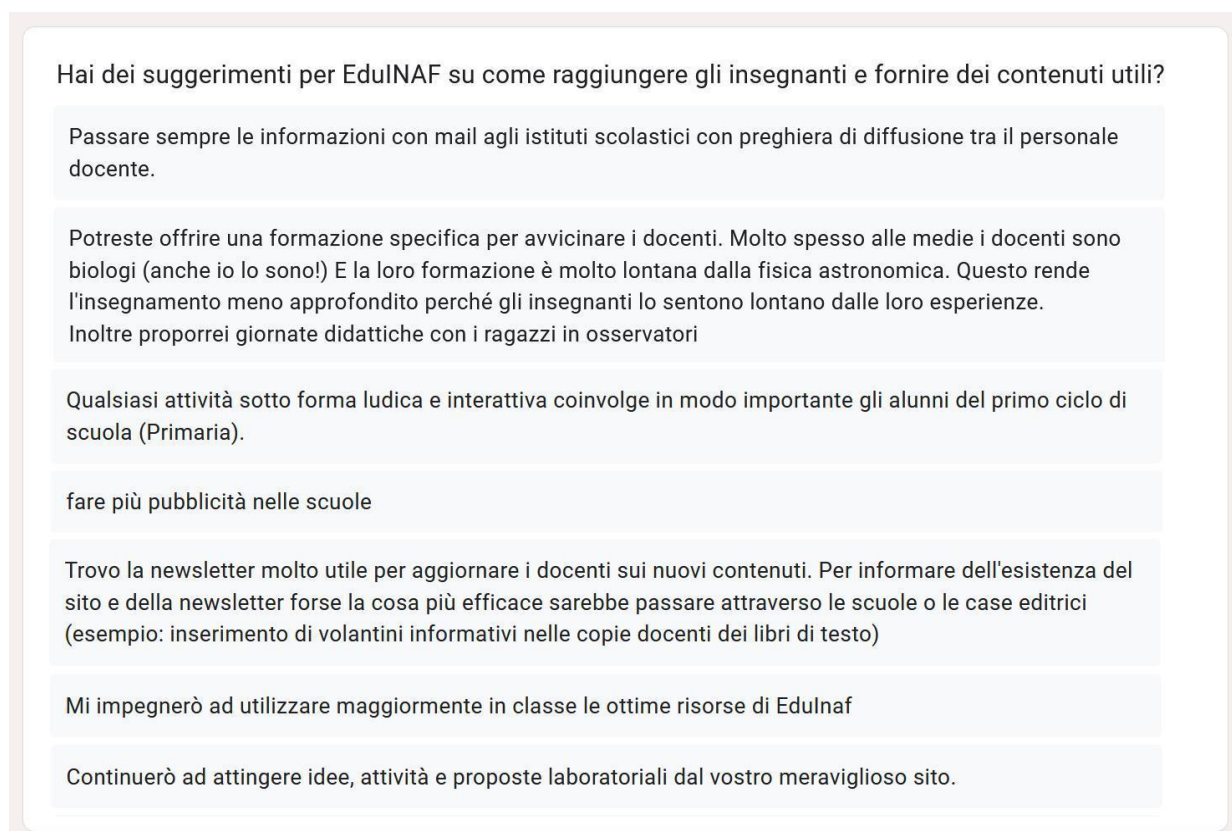 Hai dei suggerimenti per EduINAF su come raggiungere gli insegnanti e fornire dei contenuti utili?
Passare sempre le informazioni con mail agli istituti scolastici con preghiera di diffusione tra il personale
docente.
Potreste offrire una formazione specifica per avvicinare i docenti. Molto spesso alle medie i docenti sono
biologi (anche io lo sono!) E la loro formazione è molto lontana dalla fisica astronomica. Questo rende
l'insegnamento meno approfondito perché gli insegnanti lo sentono lontano dalle loro esperienze.
Inoltre proporrei giornate didattiche con i ragazzi in osservatori
Qualsiasi attività sotto forma ludica e interattiva coinvolge in modo importante gli alunni del primo ciclo di
scuola (Primaria).
fare più pubblicità nelle scuole
Trovo la newsletter molto utile per aggiornare i docenti sui nuovi contenuti. Per informare dell'esistenza del
sito e della newsletter forse la cosa più efficace sarebbe passare attraverso le scuole o le case editrici
(esempio: inserimento di volantini informativi nelle copie docenti dei libri di testo)
Mi impegnerò ad utilizzare maggiormente in classe le ottime risorse di EduInaf
Continuerò ad attingere idee, attività e proposte laboratoriali dal vostro meraviglioso sito.